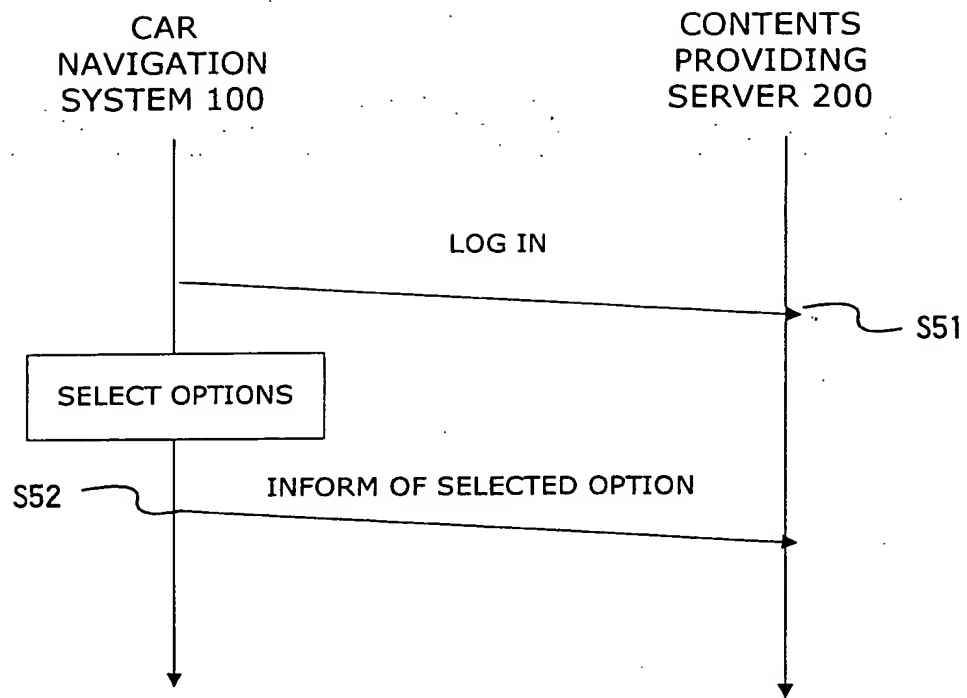 CAR
NAVIGATION
SYSTEM 100
CONTENTS
PROVIDING
SERVER 200
LOG IN
S51
SELECT OPTIONS
S52
INFORM OF SELECTED OPTION